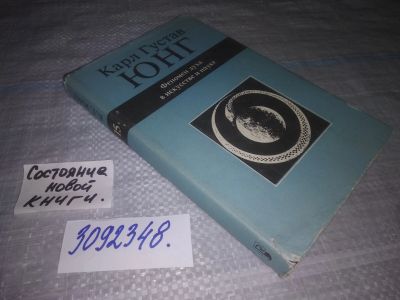 Карл Густав
ЮНГ
Феномен духа
в искусстве и науке
Состояние
новой
книги.
3092348.